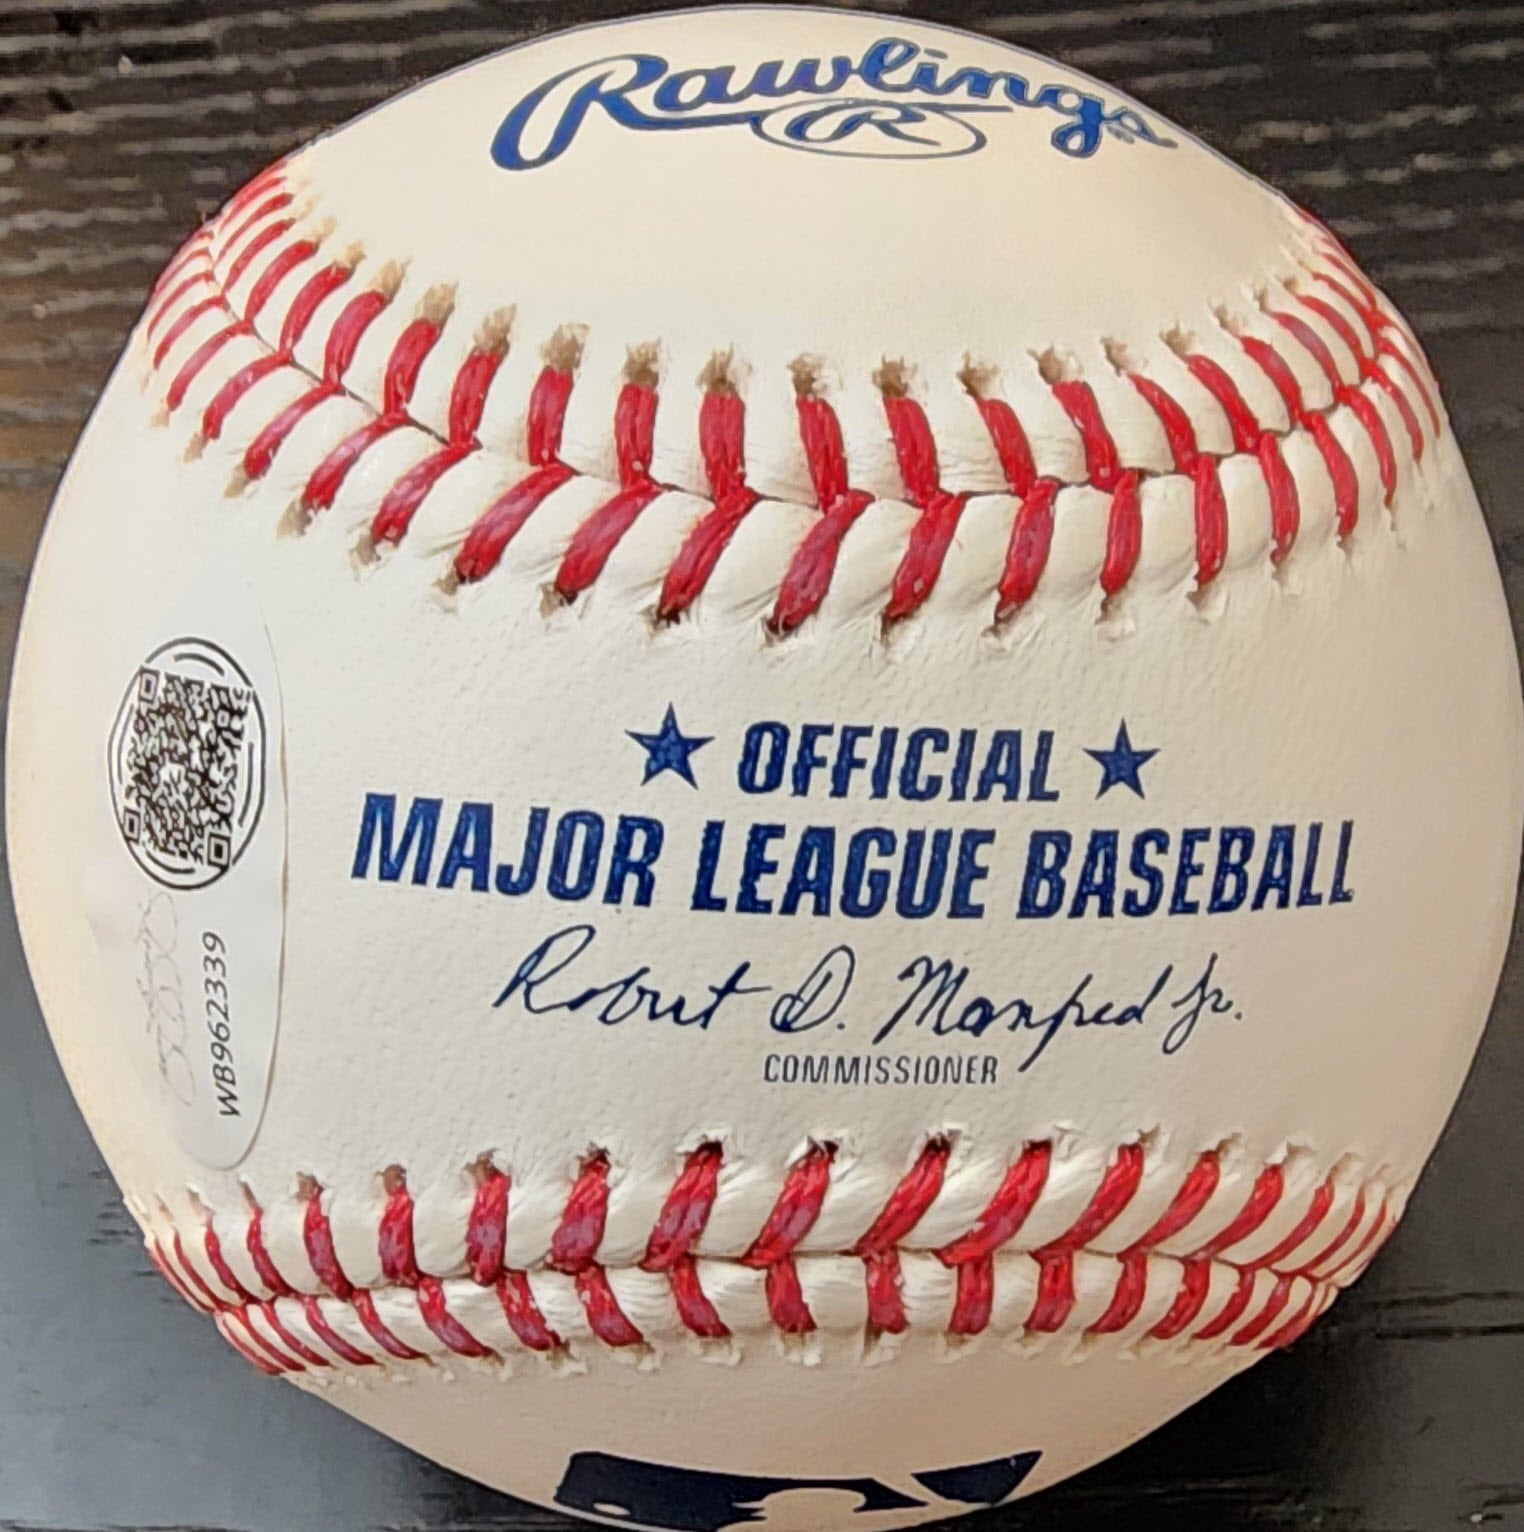 Rawlings
R
★ OFFICIAL ★
MAJOR LEAGUE BASEBALL
Robert D. Manfred Jr.
COMMISSIONER
WB962339